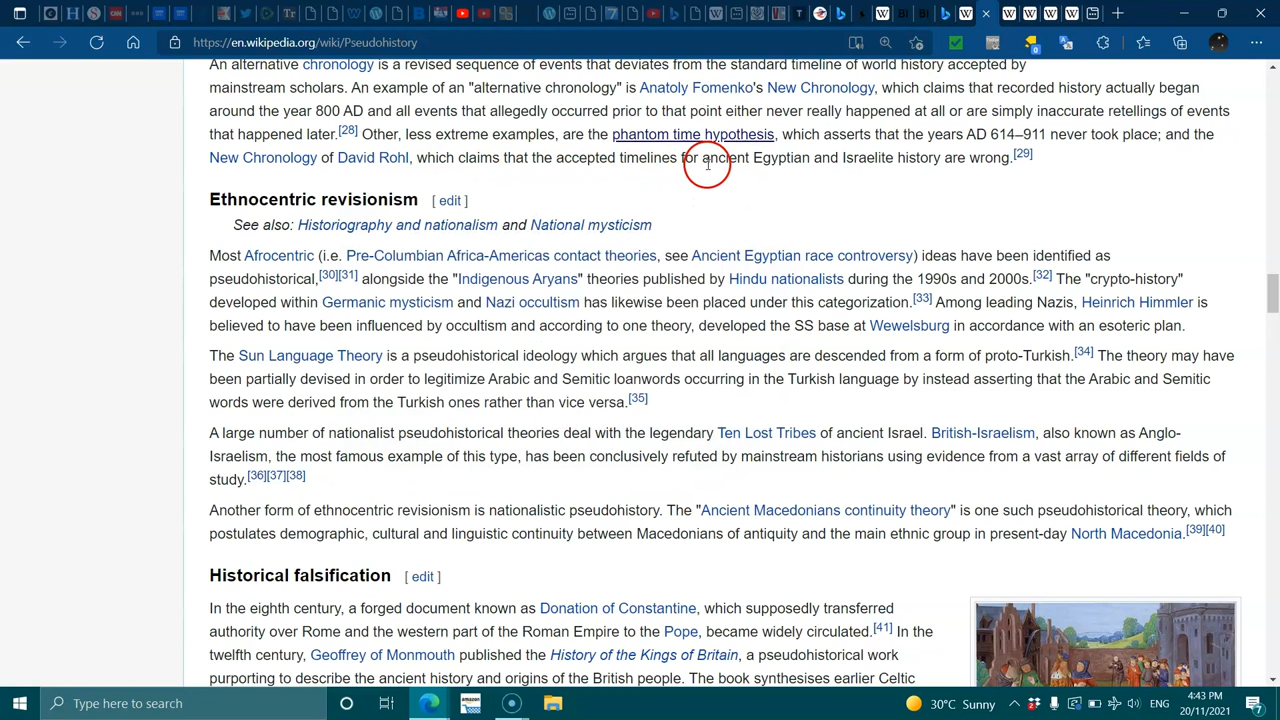 https://en.wikipedia.org/wiki/Pseudohistory
An alternative chronology is a revised sequence of events that deviates from the standard timeline of world history accepted by
mainstream scholars. An example of an "alternative chronology" is Anatoly Fomenko's New Chronology, which claims that recorded history actually began
around the year 800 AD and all events that allegedly occurred prior to that point either never really happened at all or are simply inaccurate retellings of events
that happened later.[28] Other, less extreme examples, are the phantom time hypothesis, which asserts that the years AD 614–911 never took place; and the
New Chronology of David Rohl, which claims that the accepted timelines for ancient Egyptian and Israelite history are wrong.[29]
Ethnocentric revisionism [ edit ]
See also: Historiography and nationalism and National mysticism
Most Afrocentric (i.e. Pre-Columbian Africa-Americas contact theories, see Ancient Egyptian race controversy) ideas have been identified as
pseudohistorical,[30][31] alongside the "Indigenous Aryans" theories published by Hindu nationalists during the 1990s and 2000s.[32] The "crypto-history"
developed within Germanic mysticism and Nazi occultism has likewise been placed under this categorization.[33] Among leading Nazis, Heinrich Himmler is
believed to have been influenced by occultism and according to one theory, developed the SS base at Wewelsburg in accordance with an esoteric plan.
The Sun Language Theory is a pseudohistorical ideology which argues that all languages are descended from a form of proto-Turkish.[34] The theory may have
been partially devised in order to legitimize Arabic and Semitic loanwords occurring in the Turkish language by instead asserting that the Arabic and Semitic
words were derived from the Turkish ones rather than vice versa.[35]
A large number of nationalist pseudohistorical theories deal with the legendary Ten Lost Tribes of ancient Israel. British-Israelism, also known as Anglo-
Israelism, the most famous example of this type, has been conclusively refuted by mainstream historians using evidence from a vast array of different fields of
study.[36][37][38]
Another form of ethnocentric revisionism is nationalistic pseudohistory. The "Ancient Macedonians continuity theory" is one such pseudohistorical theory, which
postulates demographic, cultural and linguistic continuity between Macedonians of antiquity and the main ethnic group in present-day North Macedonia.[39][40]
Historical falsification [ edit ]
In the eighth century, a forged document known as Donation of Constantine, which supposedly transferred
authority over Rome and the western part of the Roman Empire to the Pope, became widely circulated.[41] In the
twelfth century, Geoffrey of Monmouth published the History of the Kings of Britain, a pseudohistorical work
purporting to describe the ancient history and origins of the British people. The book synthesises earlier Celtic
Type here to search
amazon
30°C Sunny
ENG
4:43 PM
20/11/2021
7